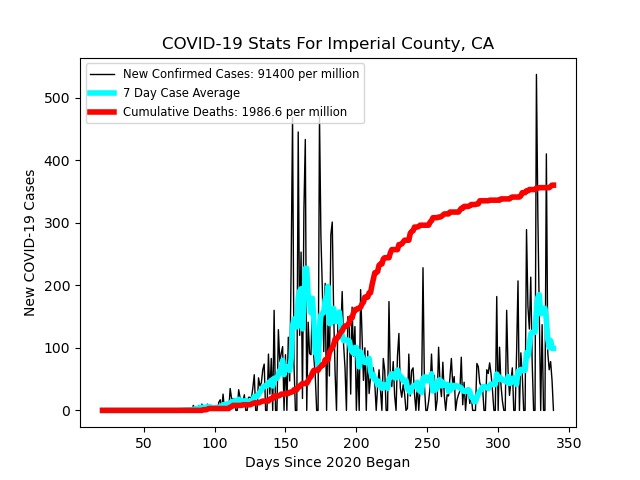 COVID-19 Stats For Imperial County, CA
New Confirmed Cases: 91400 per million
7 Day Case Average
Cumulative Deaths: 1986.6 per million
New COVID-19 Cases
500
400
300
200
100
0
50
100
150
200
250
300
350
Days Since 2020 Began